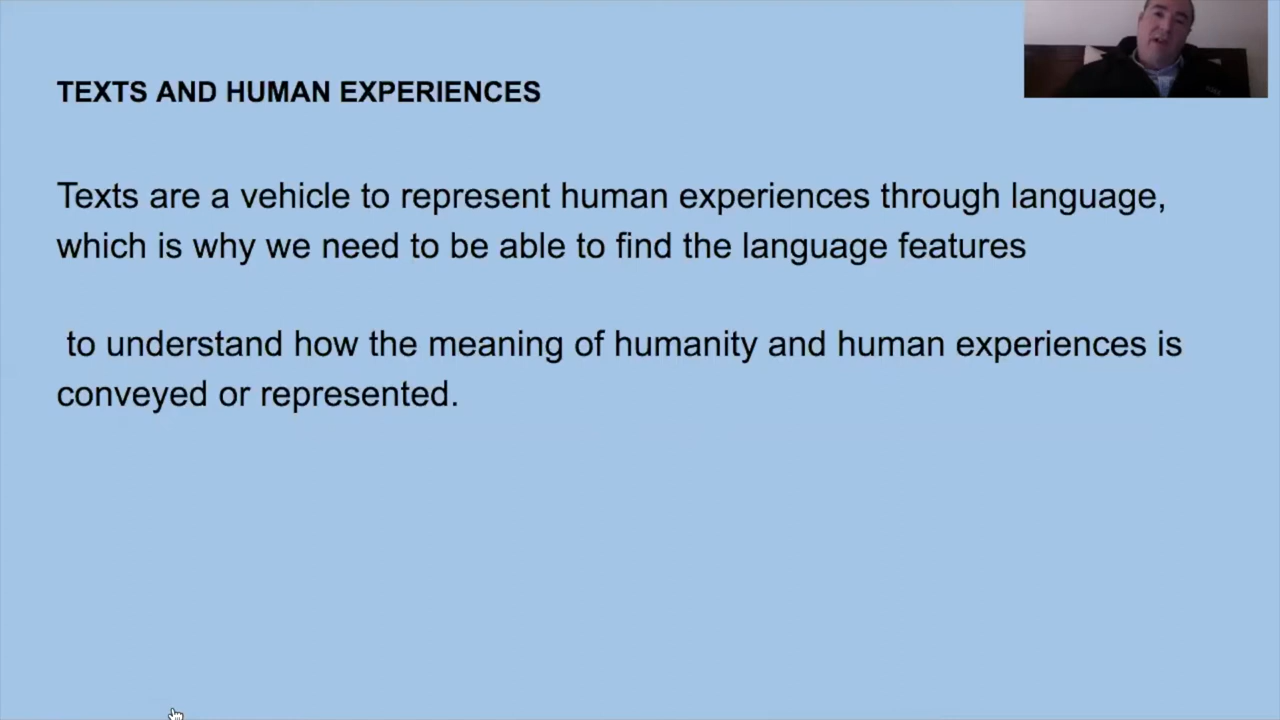 TEXTS AND HUMAN EXPERIENCES
Texts are a vehicle to represent human experiences through language,
which is why we need to be able to find the language features
to understand how the meaning of humanity and human experiences is
conveyed or represented.